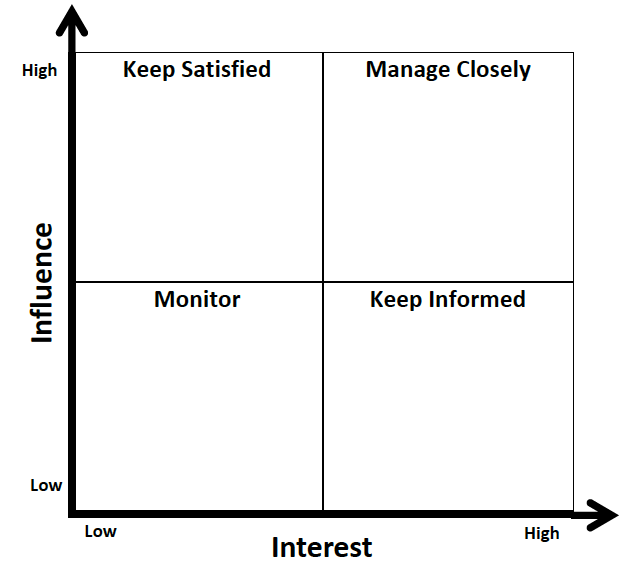 High
Keep Satisfied
Manage Closely
Influence
Monitor
Keep Informed
Low
Low
Interest
High